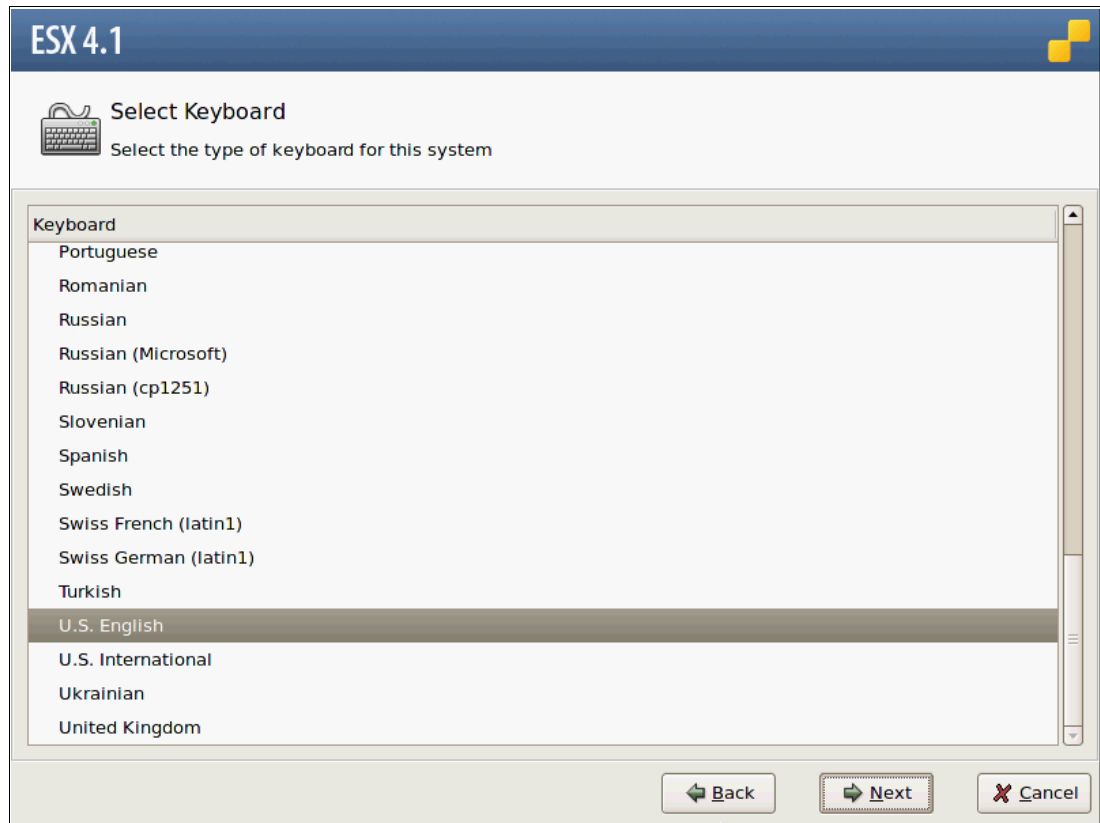 ESX 4.1
Select Keyboard
Select the type of keyboard for this system
Keyboard
Portuguese
Romanian
Russian
Russian (Microsoft)
Russian (cp1251)
Slovenian
Spanish
Swedish
Swiss French (latin1)
Swiss German (latin1)
Turkish
U.S. English
U.S. International
Ukrainian
United Kingdom
Back Next Cancel